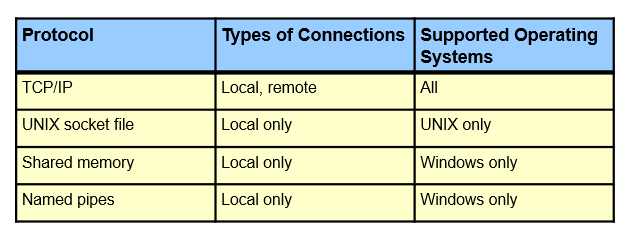 Protocol Types of Connections Supported Operating
Systems
TCP/IP Local, remote All
UNIX socket file Local only UNIX only
Shared memory Local only Windows only
Named pipes Local only Windows only